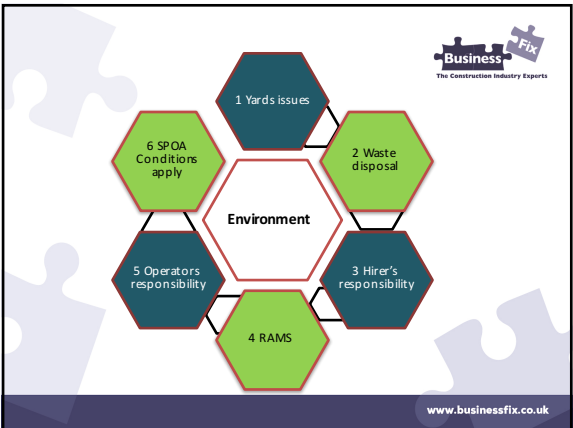 Business
Fix
The Construction Industry Experts
1 Yards issues
2 Waste
disposal
3 Hirer's
responsibility
4 RAMS
5 Operators
responsibility
6 SPOA
Conditions
apply
Environment
www.businessfix.co.uk